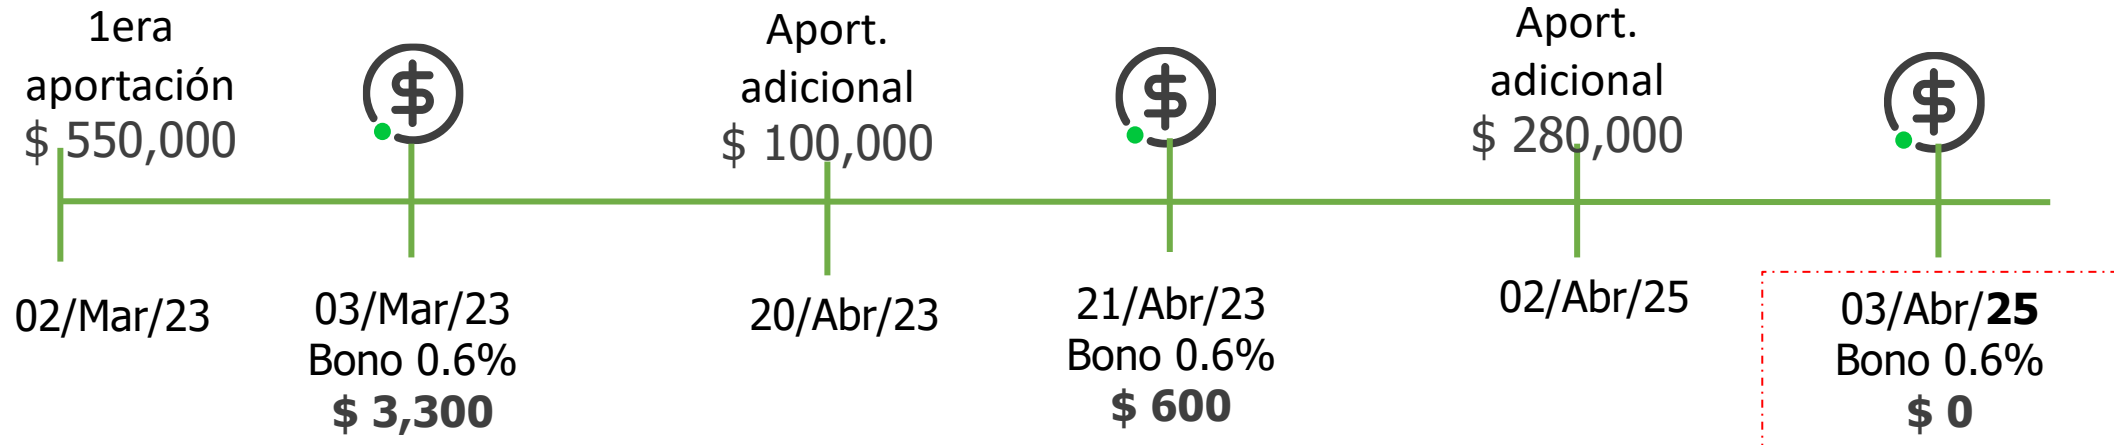 1era
aportación
$ 550,000
Aport.
adicional
$ 100,000
Aport.
adicional
$ 280,000
02/Mar/23
03/Mar/23
Bono 0.6%
$ 3,300
20/Abr/23
21/Abr/23
Bono 0.6%
$ 600
02/Abr/25
03/Abr/25
Bono 0.6%
$ 0